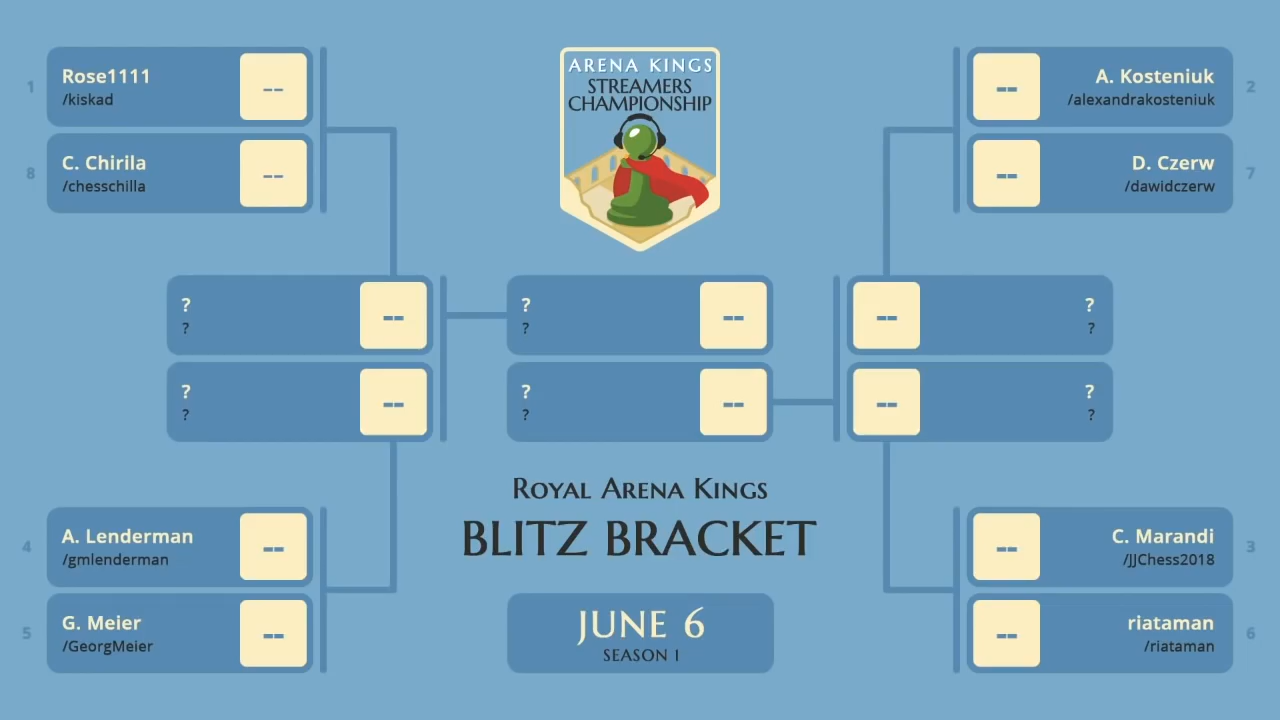 ARENA KINGS
STREAMERS
CHAMPIONSHIP
1
Rose1111
/kiskad
--
8
C. Chirila
/chesschilla
--
A. Kosteniuk
/alexandrakosteniuk
--
2
D. Czerw
/dawidczerw
--
7
?
?
--
?
?
--
?
?
--
?
?
--
?
?
--
?
?
--
Royal Arena Kings
BLITZ BRACKET
4
A. Lenderman
/gmlenderman
--
5
G. Meier
/GeorgMeier
--
C. Marandi
/JJChess2018
--
3
riataman
/riataman
--
6
JUNE 6
SEASON 1